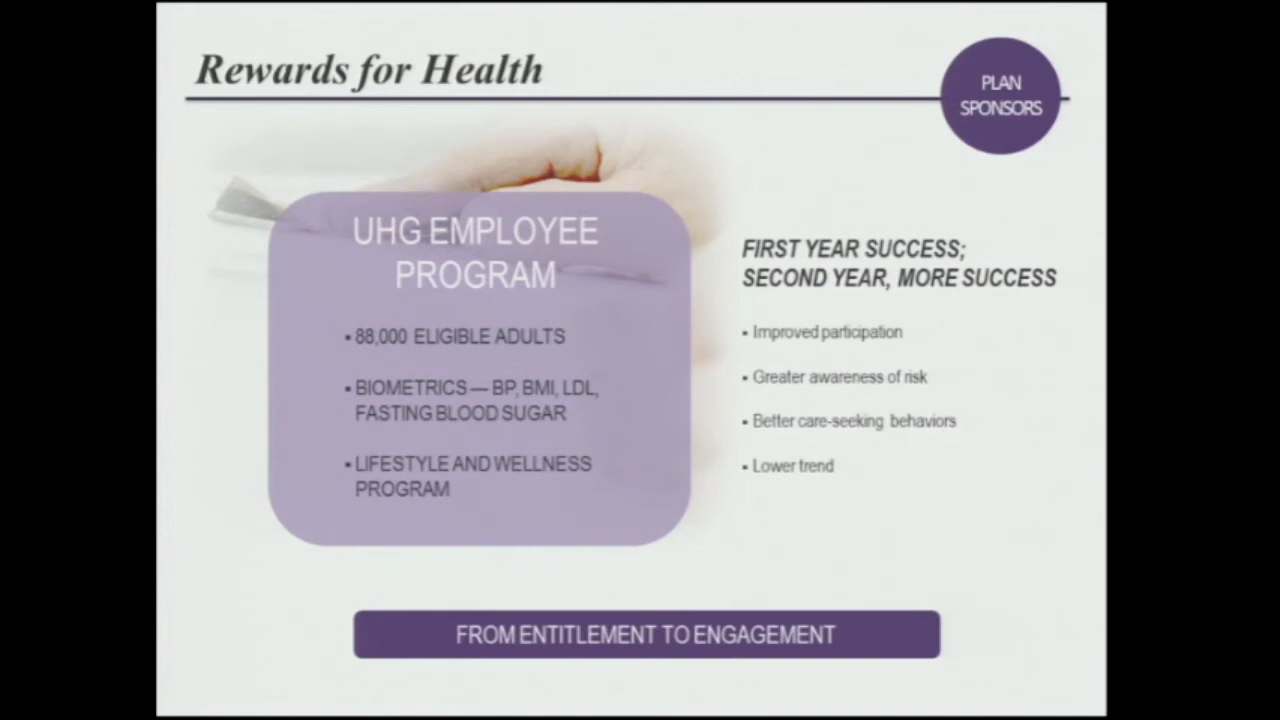 Rewards for Health
PLAN
SPONSORS
UHG EMPLOYEE
PROGRAM
▪ 88,000 ELIGIBLE ADULTS
▪ BIOMETRICS — BP, BMI, LDL,
FASTING BLOOD SUGAR
▪ LIFESTYLE AND WELLNESS
PROGRAM
FIRST YEAR SUCCESS;
SECOND YEAR, MORE SUCCESS
▪ Improved participation
▪ Greater awareness of risk
▪ Better care-seeking behaviors
▪ Lower trend
FROM ENTITLEMENT TO ENGAGEMENT